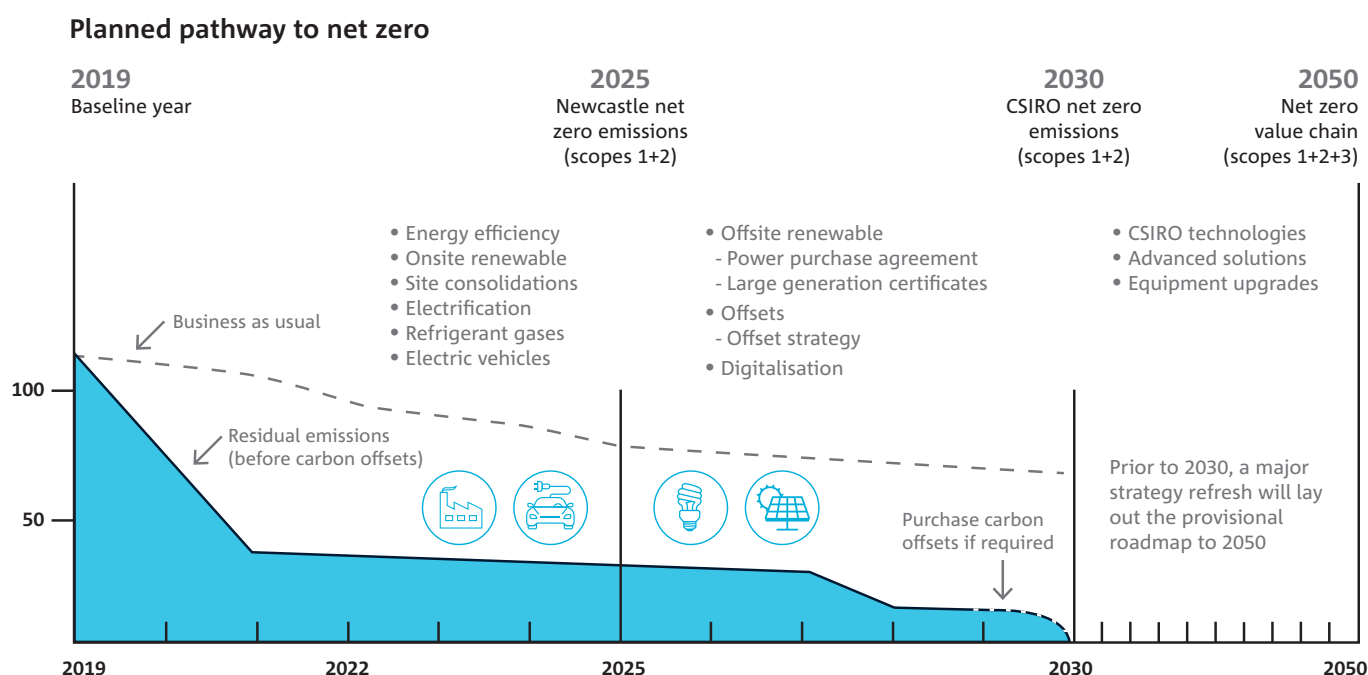 Planned pathway to net zero
2019
Baseline year
2025
Newcastle net
zero emissions
(scopes 1+2)
2030
CSIRO net zero
emissions
(scopes 1+2)
2050
Net zero
value chain
(scopes 1+2+3)
• Energy efficiency
• Onsite renewable
• Site consolidations
• Electrification
• Refrigerant gases
• Electric vehicles
• Offsite renewable
- Power purchase agreement
- Large generation certificates
• Offsets
- Offset strategy
• Digitalisation
• CSIRO technologies
• Advanced solutions
• Equipment upgrades
Business as usual
100
Residual emissions
(before carbon offsets)
50
Purchase carbon
offsets if required
Prior to 2030, a major
strategy refresh will lay
out the provisional
roadmap to 2050
2019
2022
2025
2030
2050